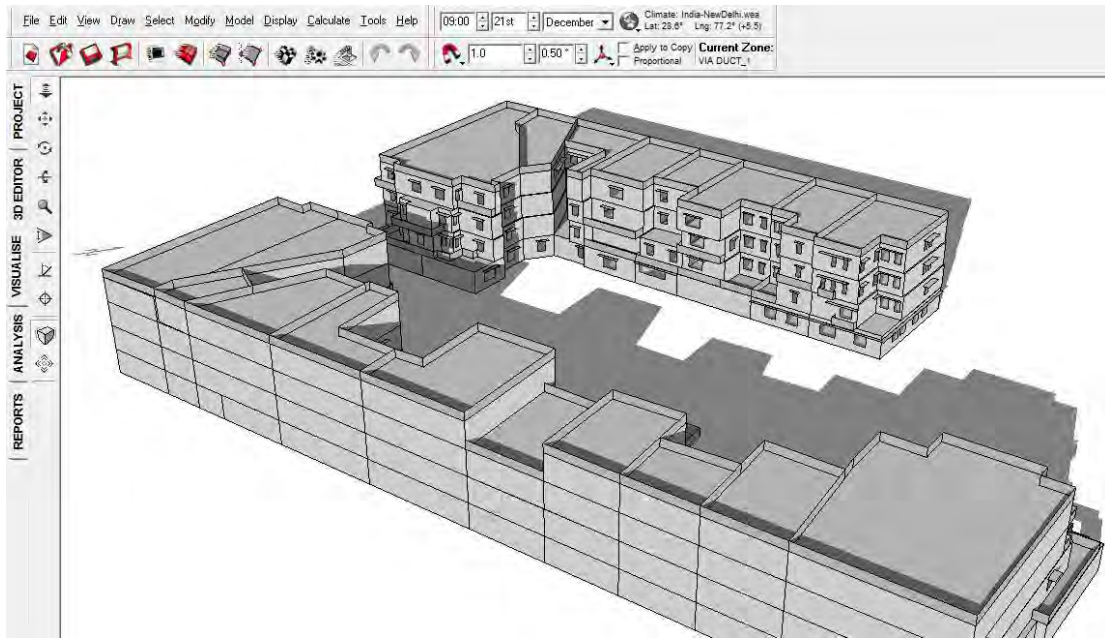 File Edit View Draw Select Modify Model Display Calculate Tools Help
09:00 21st December
Climate: India-NewDelhi.wea
Lat: 28.6° Lng: 77.2° (+5.5)
1.0 0.50 °
Apply to Copy
Proportional
Current Zone:
VIA DUCT_1
PROJECT
3D EDITOR
VISUALISE
ANALYSIS
REPORTS